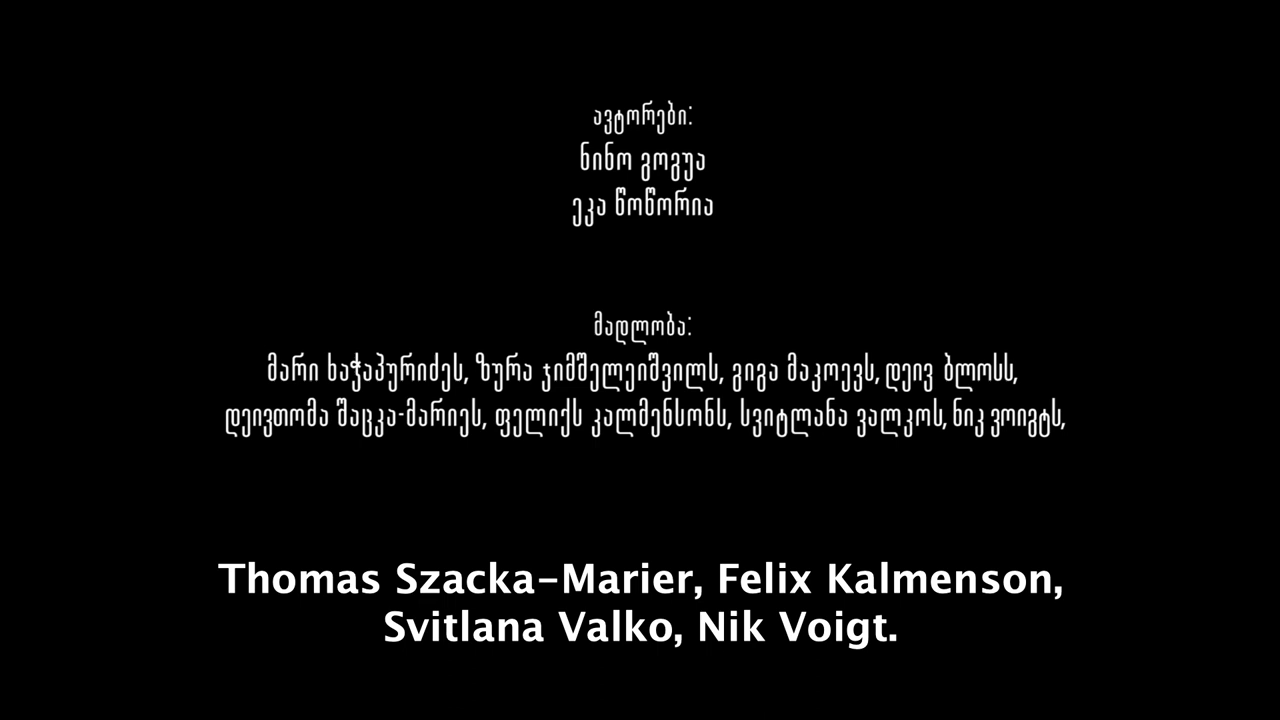 ავტორები:
ნინო გოგუა
ეკა წოწორია
მადლობა:
მარი ხაჭაპურიძეს, ზურა ჯიმშელეიშვილს, გიგა მაკოევს, დეივ ბლოსს,
დეივთომა შაცკა-მარიეს, ფელიქს კალმენსონს, სვიტლანა ვალკოს, ნიკ ვოიგტს,
Thomas Szacka-Marier, Felix Kalmenson,
Svitlana Valko, Nik Voigt.